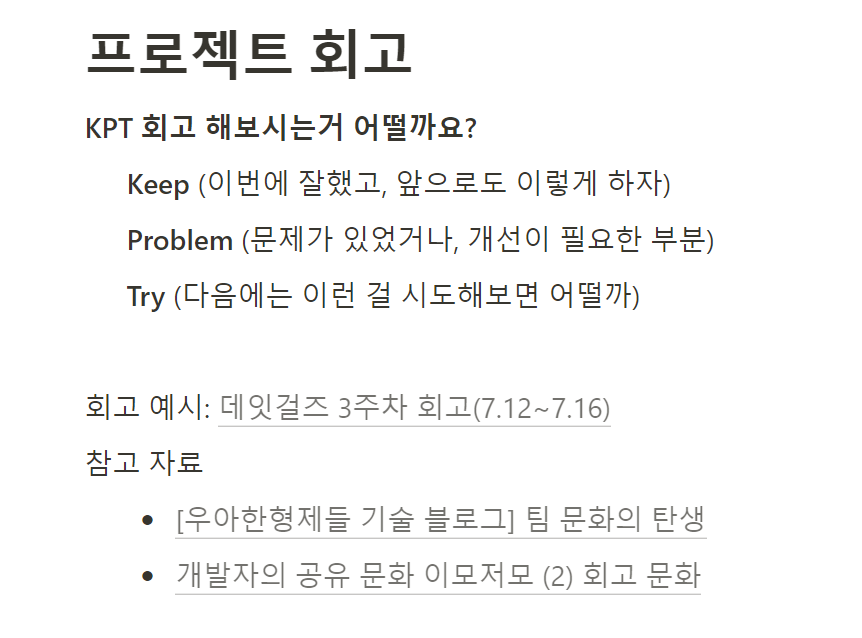 프로젝트 회고
KPT 회고 해보시는거 어떨까요?
Keep (이번에 잘했고, 앞으로도 이렇게 하자)
Problem (문제가 있었거나, 개선이 필요한 부분)
Try (다음에는 이런 걸 시도해보면 어떨까)
회고 예시: 데잇걸즈 3주차 회고(7.12~7.16)
참고 자료
• [우아한형제들 기술 블로그] 팀 문화의 탄생
• 개발자의 공유 문화 이모저모 (2) 회고 문화